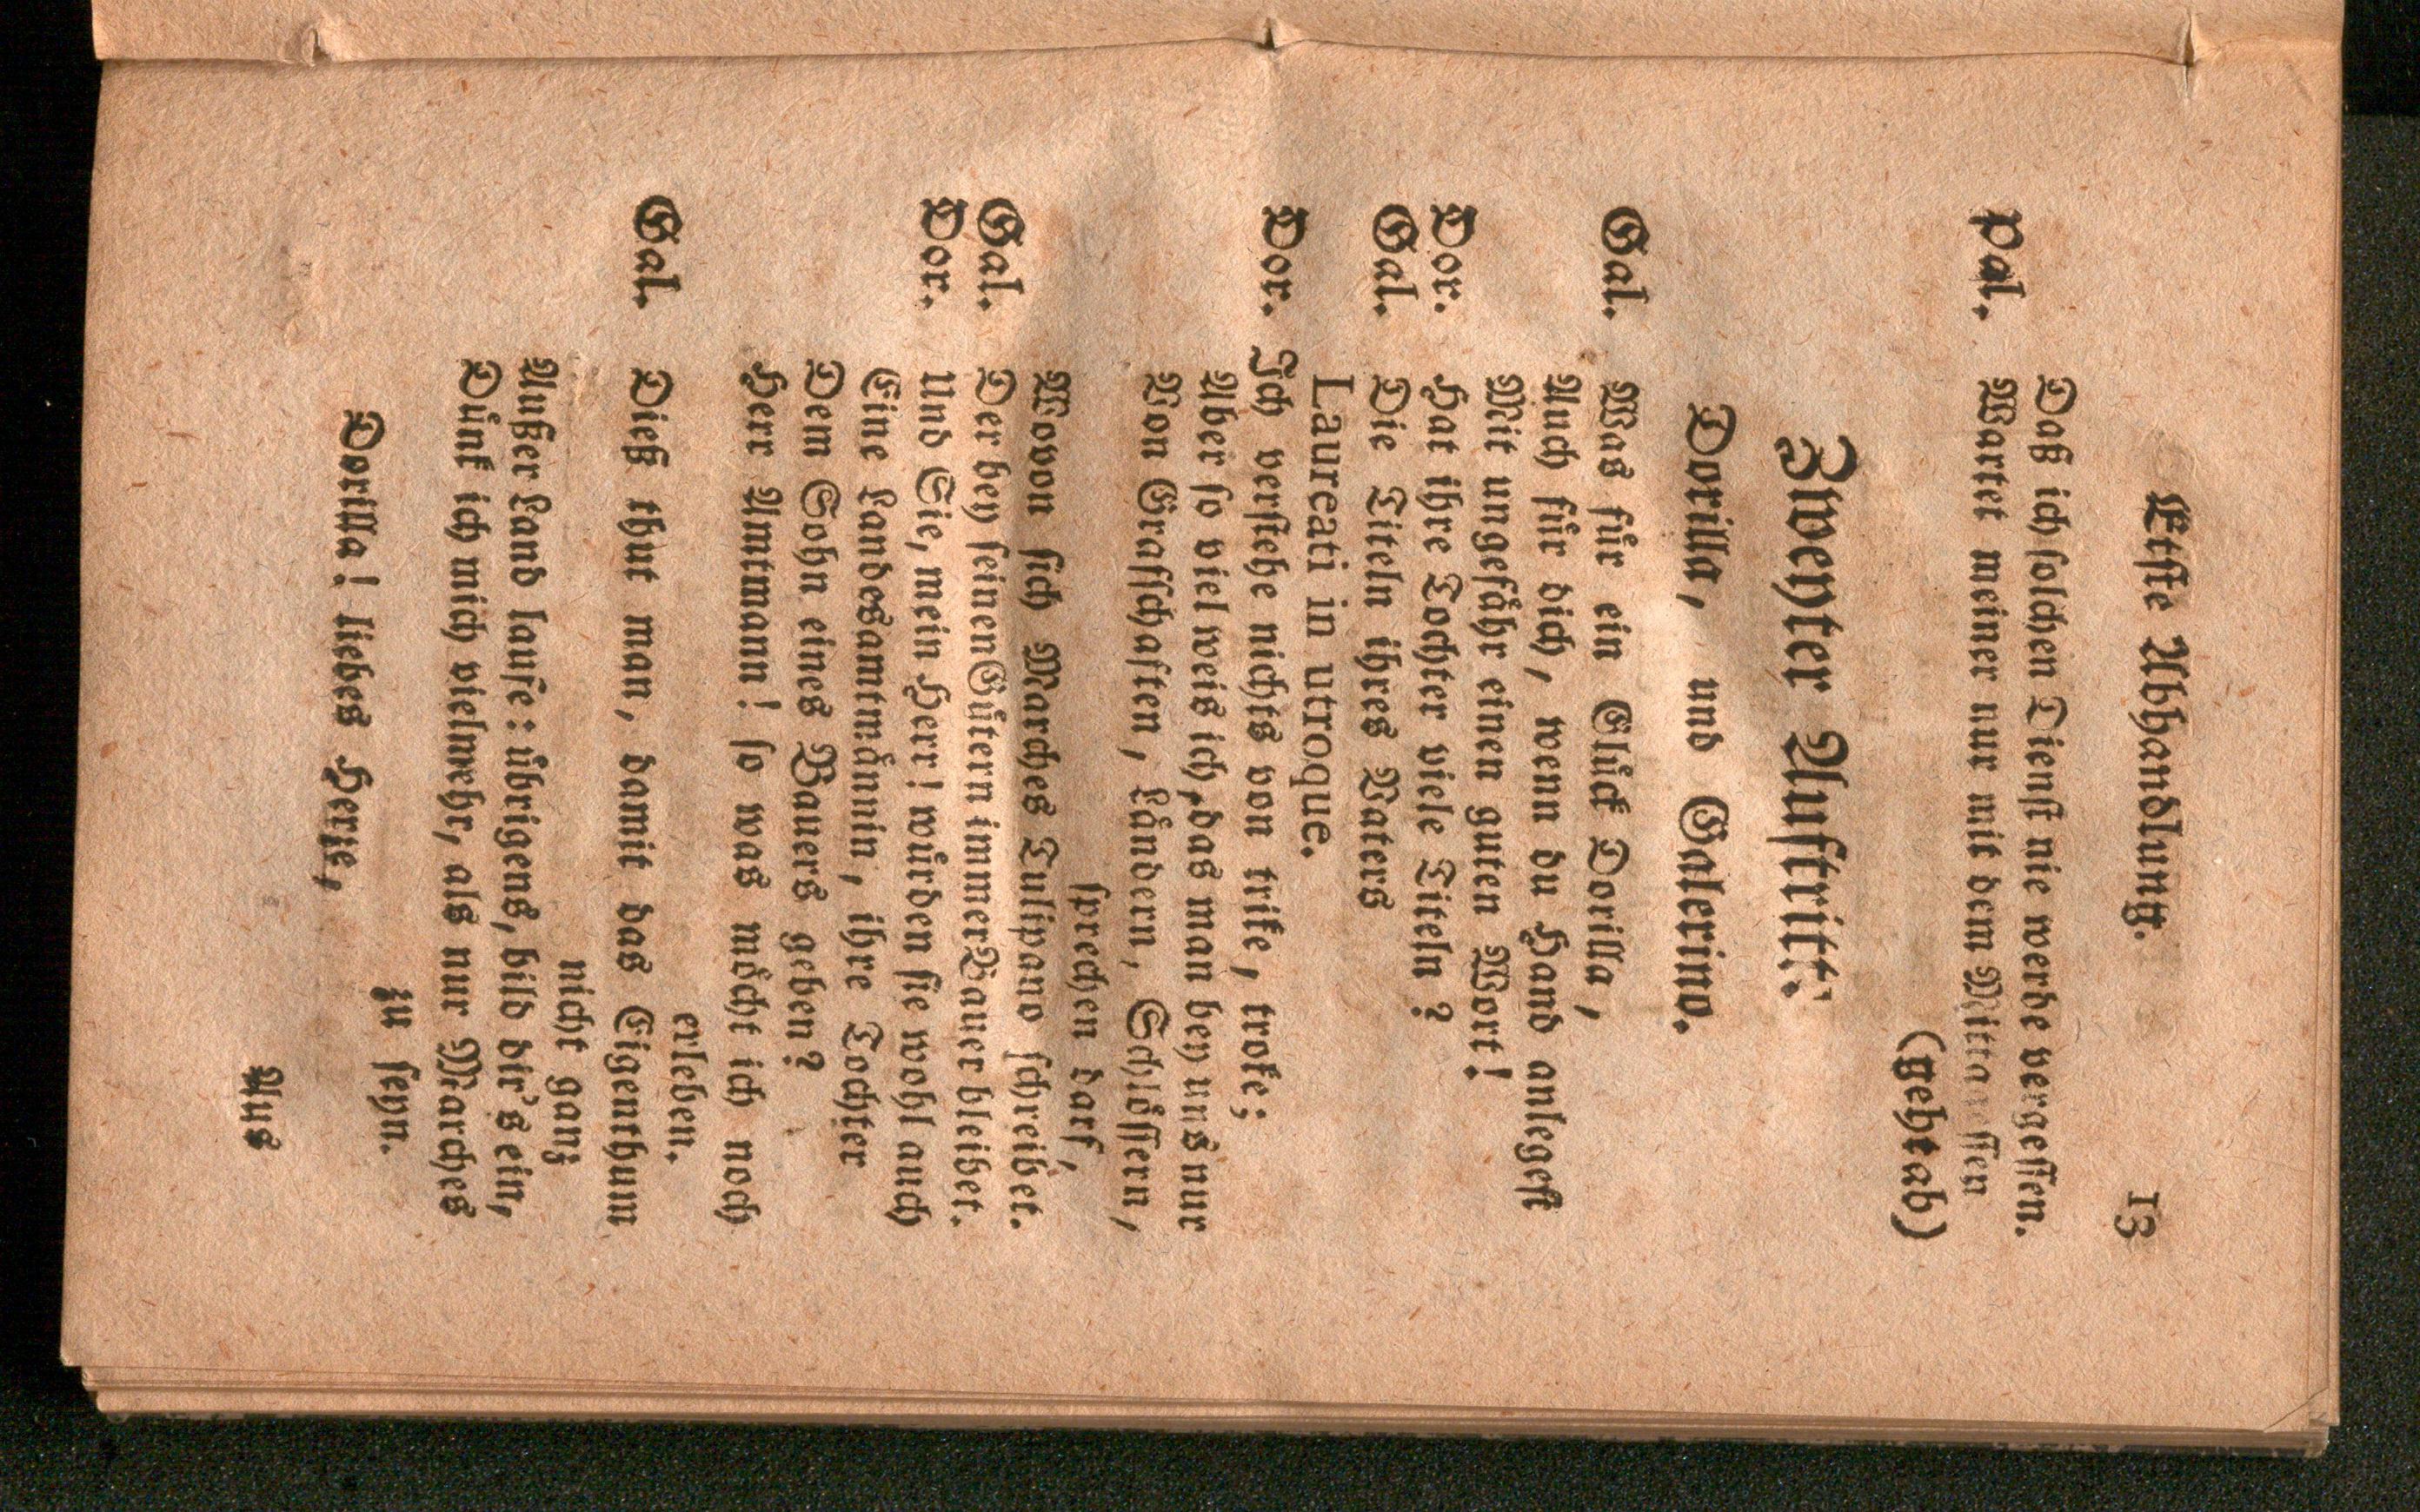 Erste Abhandlung. 13
Daß ich solchen Dienst nie werde vergessen.
Pal. Wartet meiner nur mit dem Mittagessen
(geht ab)
Zweyter Auftritt:
Dorilla, und Galerino.
Gal. Was für ein Glück Dorilla,
Auch für dich, wenn du Hand anlegest
Mit ungefähr einen guten Wort!
Dor. Hat ihre Tochter viele Titeln?
Gal. Die Titeln ihres Vaters
Laureati in utroque.
Dor. Ich verstehe nichts von trike, troke;
Aber so viel weis ich, das man bey uns nur
Von Grafschaften, Ländern, Schlössern,
sprechen darf,
Wovon sich Marches Tulipano schreibet.
Gal. Der bey seinen Gütern immer Bauer bleibet.
Dor. Und Sie, mein Herr! würden sie wohl auch
Eine Landesamtmännin, ihre Tochter
Dem Sohn eines Bauers geben?
Herr Amtmann! so was möcht ich noch
erleben.
Gal. Dieß thut man, damit das Eigenthum
nicht ganz
Außer Land laufe: übrigens, bild dir's ein,
Dünk ich mich vielmehr, als nur Marches
zu seyn.
Dorilla! liebes Herze,
Aus